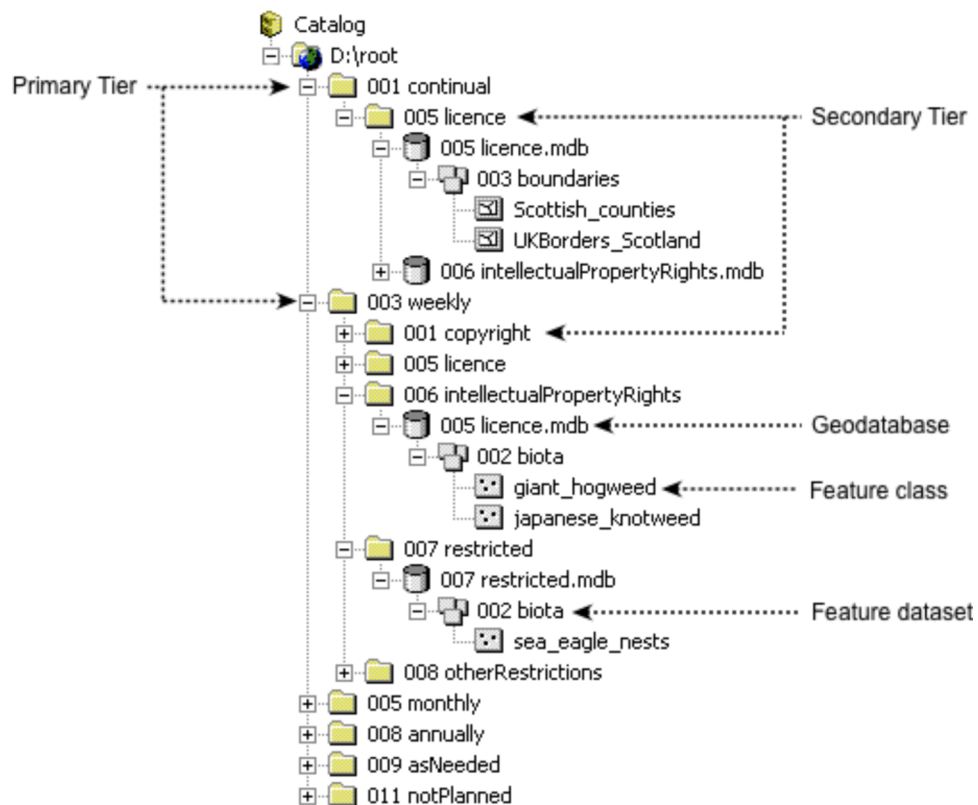 Catalog
D:\root
Primary Tier
001 continual
005 licence
Secondary Tier
005 licence.mdb
003 boundaries
Scottish_counties
UKBorders_Scotland
006 intellectualPropertyRights.mdb
003 weekly
001 copyright
005 licence
006 intellectualPropertyRights
005 licence.mdb
Geodatabase
002 biota
giant_hogweed
Feature class
japanese_knotweed
007 restricted
007 restricted.mdb
002 biota
Feature dataset
sea_eagle_nests
008 otherRestrictions
005 monthly
008 annually
009 asNeeded
011 notPlanned